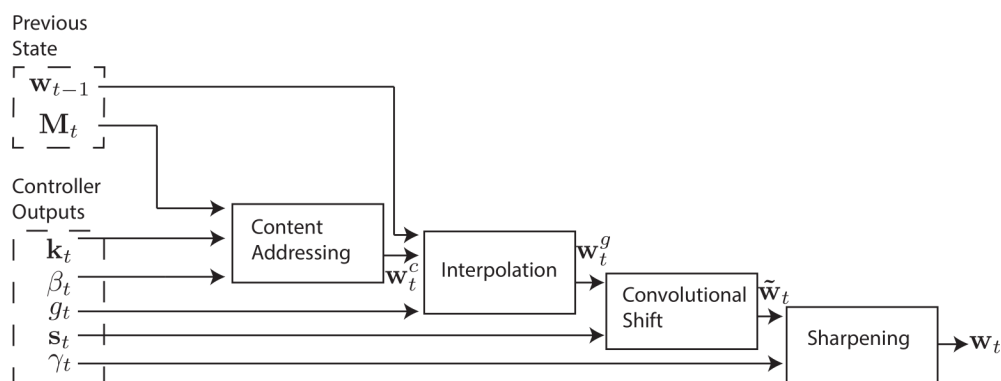 Previous
State
𝐰_{t−1}
𝐌_t
Controller
Outputs
𝐤_t
β_t
g_t
𝐬_t
γ_t
Content
Addressing
𝐰_t^c
Interpolation
𝐰_t^g
Convolutional
Shift
𝐰̃_t
Sharpening
𝐰_t